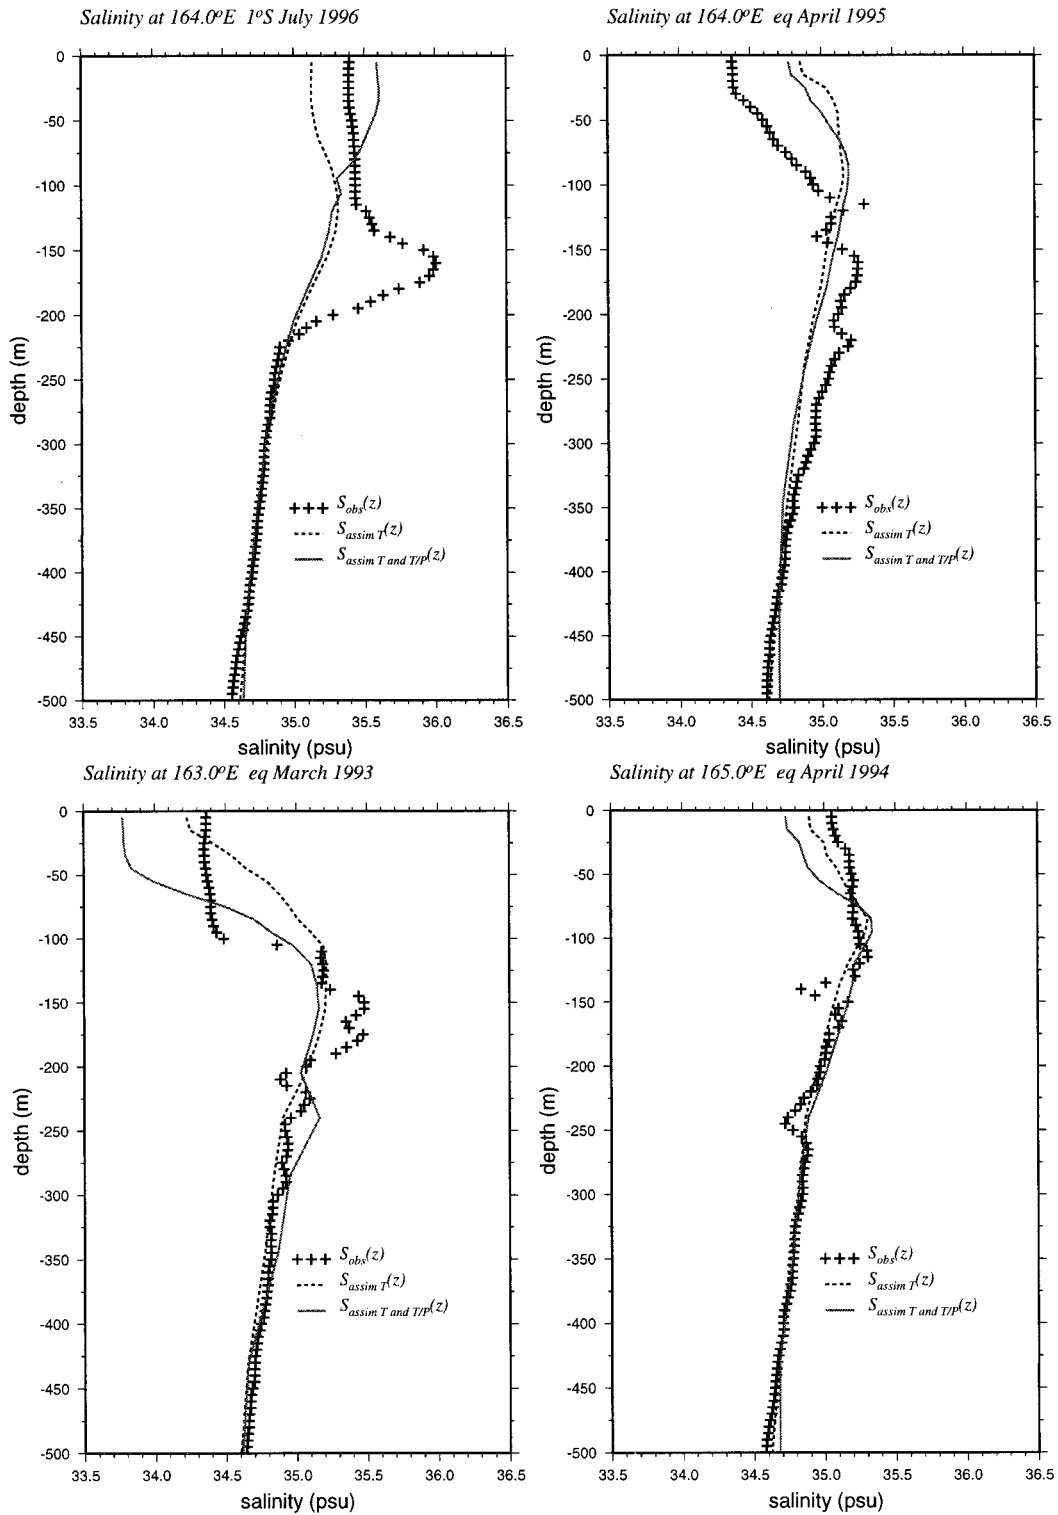 Salinity at 164.0ºE 1ºS July 1996
0
-50
-100
-150
-200
-250
-300
-350
-400
-450
-500
depth (m)
S_obs(z)
S_assim T(z)
S_assim T and T/P(z)
33.5 34.0 34.5 35.0 35.5 36.0 36.5
salinity (psu)
Salinity at 164.0ºE eq April 1995
0
-50
-100
-150
-200
-250
-300
-350
-400
-450
-500
depth (m)
S_obs(z)
S_assim T(z)
S_assim T and T/P(z)
33.5 34.0 34.5 35.0 35.5 36.0 36.5
salinity (psu)
Salinity at 163.0ºE eq March 1993
0
-50
-100
-150
-200
-250
-300
-350
-400
-450
-500
depth (m)
S_obs(z)
S_assim T(z)
S_assim T and T/P(z)
33.5 34.0 34.5 35.0 35.5 36.0 36.5
salinity (psu)
Salinity at 165.0ºE eq April 1994
0
-50
-100
-150
-200
-250
-300
-350
-400
-450
-500
depth (m)
S_obs(z)
S_assim T(z)
S_assim T and T/P(z)
33.5 34.0 34.5 35.0 35.5 36.0 36.5
salinity (psu)